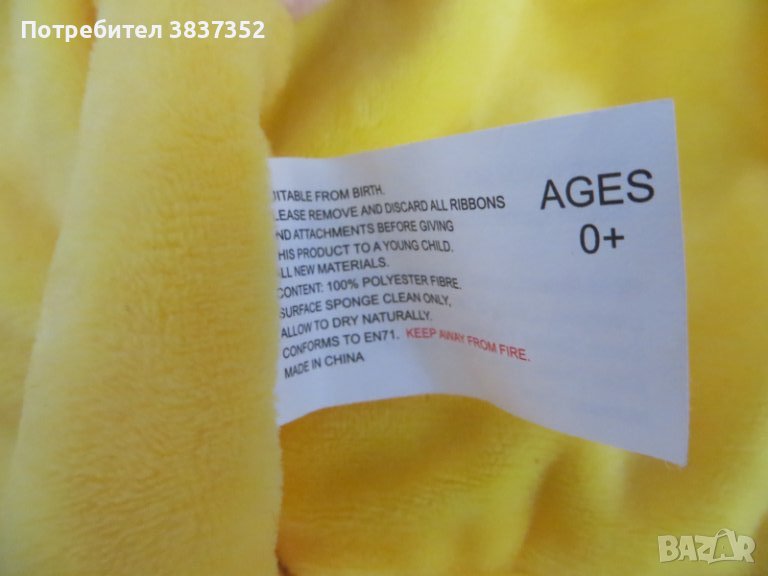 Потребител 3837352
UITABLE FROM BIRTH.
LEASE REMOVE AND DISCARD ALL RIBBONS
ND ATTACHMENTS BEFORE GIVING
HIS PRODUCT TO A YOUNG CHILD.
LL NEW MATERIALS.
CONTENT: 100% POLYESTER FIBRE.
SURFACE SPONGE CLEAN ONLY,
ALLOW TO DRY NATURALLY.
CONFORMS TO EN71. KEEP AWAY FROM FIRE.
MADE IN CHINA
AGES
0+
BAZAR